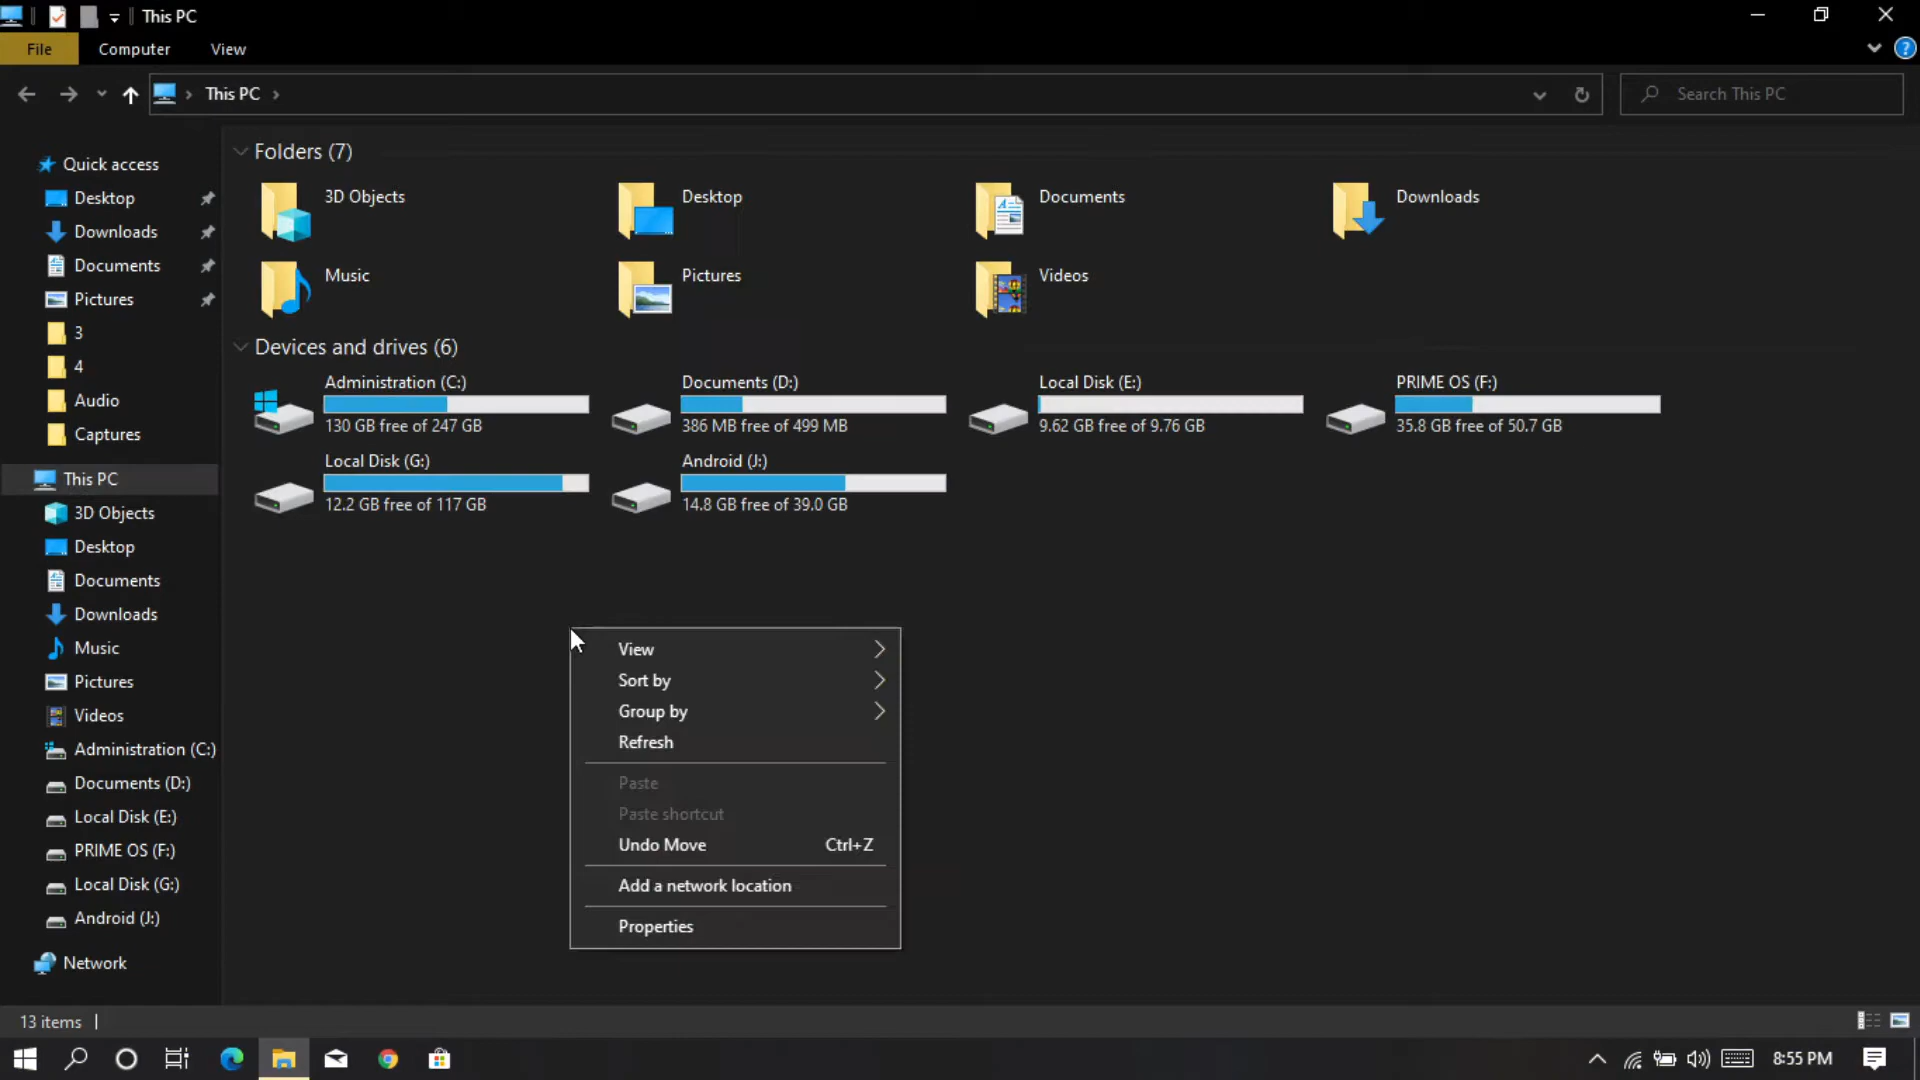 This PC
File Computer View
This PC
Search This PC
Quick access
Desktop
Downloads
Documents
Pictures
3
4
Audio
Captures
This PC
3D Objects
Desktop
Documents
Downloads
Music
Pictures
Videos
Administration (C:)
Documents (D:)
Local Disk (E:)
PRIME OS (F:)
Local Disk (G:)
Android (J:)
Network
Folders (7)
3D Objects
Desktop
Documents
Downloads
Music
Pictures
Videos
Devices and drives (6)
Administration (C:)
130 GB free of 247 GB
Documents (D:)
386 MB free of 499 MB
Local Disk (E:)
9.62 GB free of 9.76 GB
PRIME OS (F:)
35.8 GB free of 50.7 GB
Local Disk (G:)
12.2 GB free of 117 GB
Android (J:)
14.8 GB free of 39.0 GB
View
Sort by
Group by
Refresh
Paste
Paste shortcut
Undo Move Ctrl+Z
Add a network location
Properties
13 items
8:55 PM